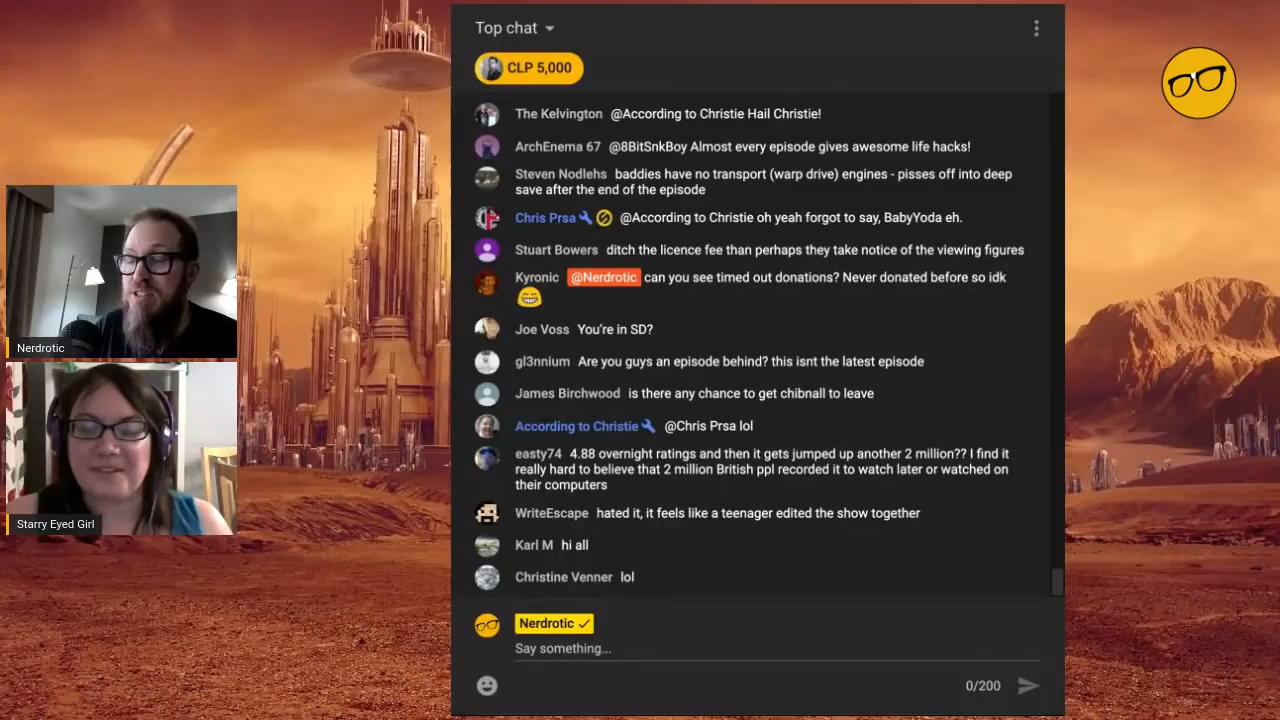 Top chat
CLP 5,000
The Kelvington @According to Christie Hail Christie!
ArchEnema 67 @8BitSnkBoy Almost every episode gives awesome life hacks!
Steven Nodlehs baddies have no transport (warp drive) engines - pisses off into deep
save after the end of the episode
Chris Prsa @According to Christie oh yeah forgot to say, BabyYoda eh.
Stuart Bowers ditch the licence fee than perhaps they take notice of the viewing figures
Kyronic @Nerdrotic can you see timed out donations? Never donated before so idk
Joe Voss You're in SD?
gl3nnium Are you guys an episode behind? this isnt the latest episode
James Birchwood is there any chance to get chibnall to leave
According to Christie @Chris Prsa lol
easty74 4.88 overnight ratings and then it gets jumped up another 2 million?? I find it
really hard to believe that 2 million British ppl recorded it to watch later or watched on
their computers
WriteEscape hated it, it feels like a teenager edited the show together
Karl M hi all
Christine Venner lol
Nerdrotic
Say something...
0/200
Nerdrotic
Starry Eyed Girl